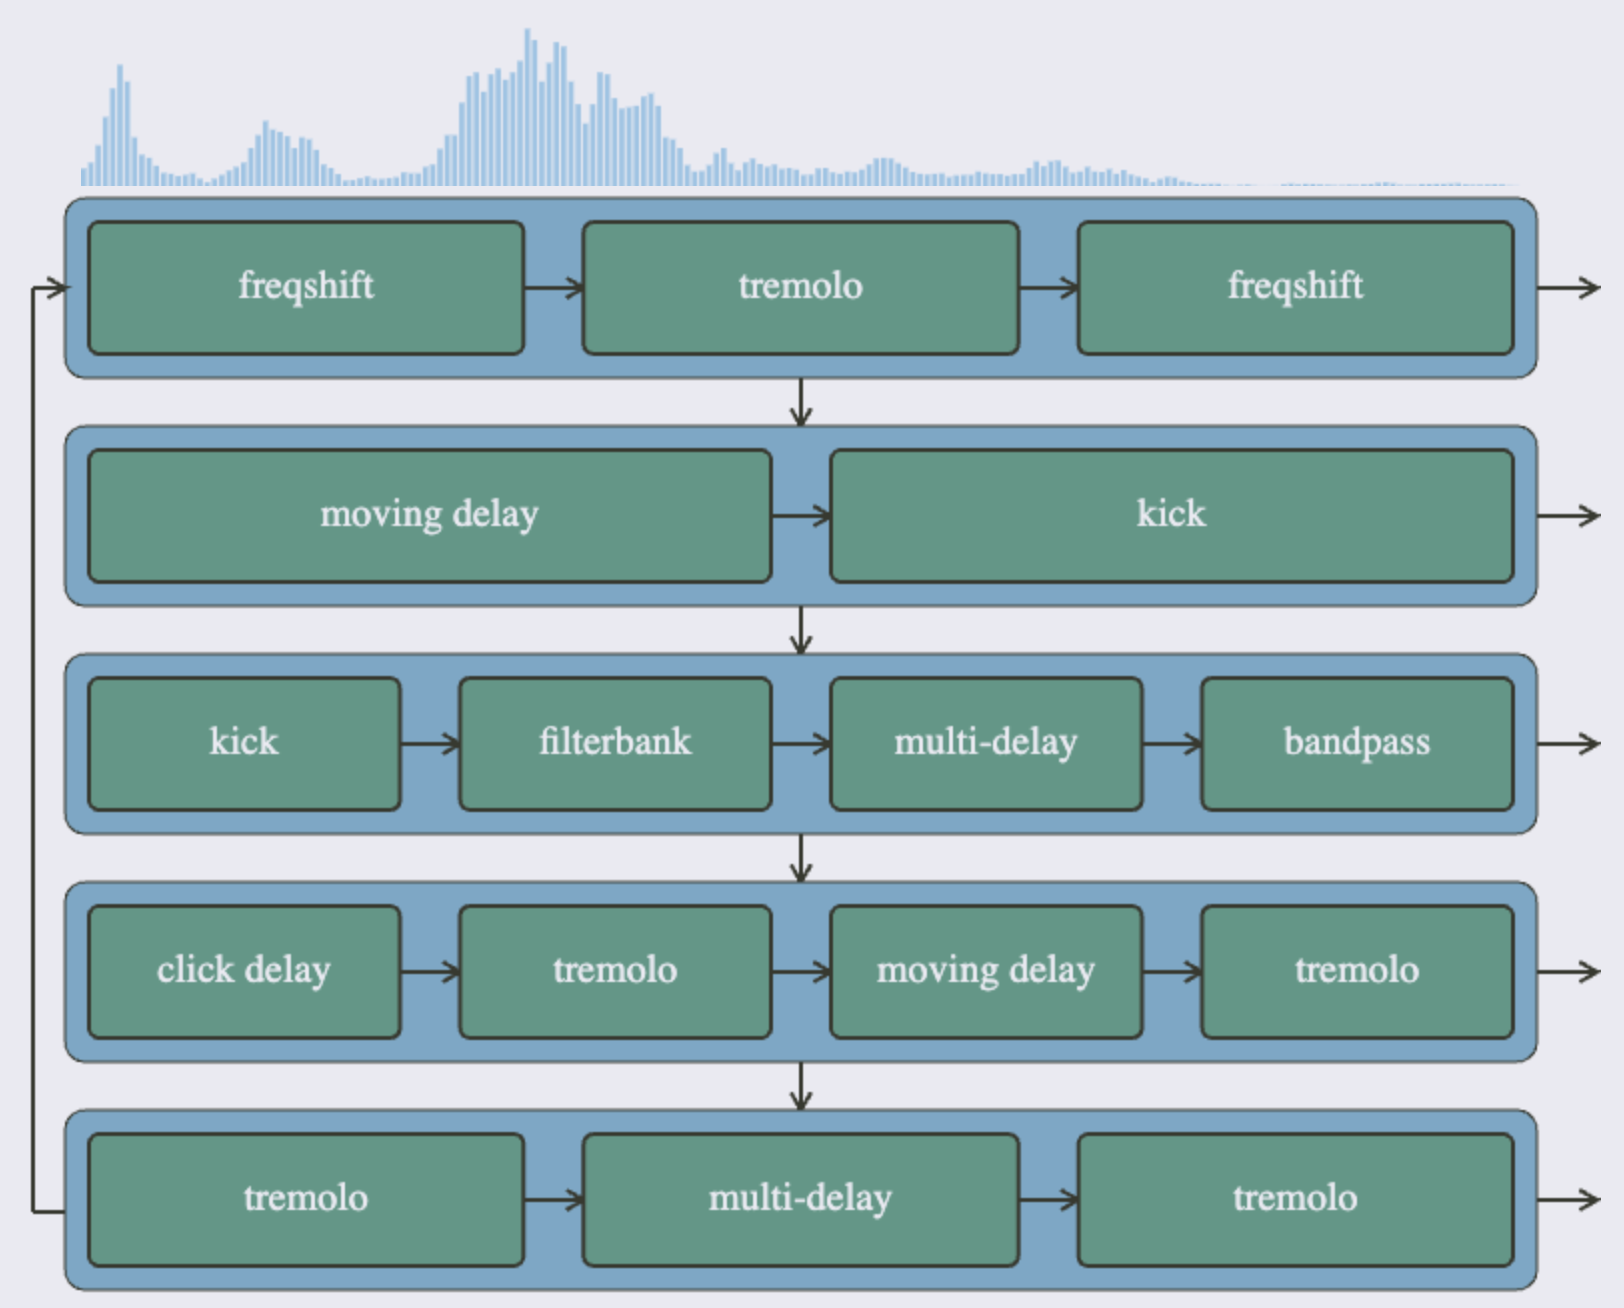 freqshift
tremolo
freqshift
moving delay
kick
kick
filterbank
multi-delay
bandpass
click delay
tremolo
moving delay
tremolo
tremolo
multi-delay
tremolo